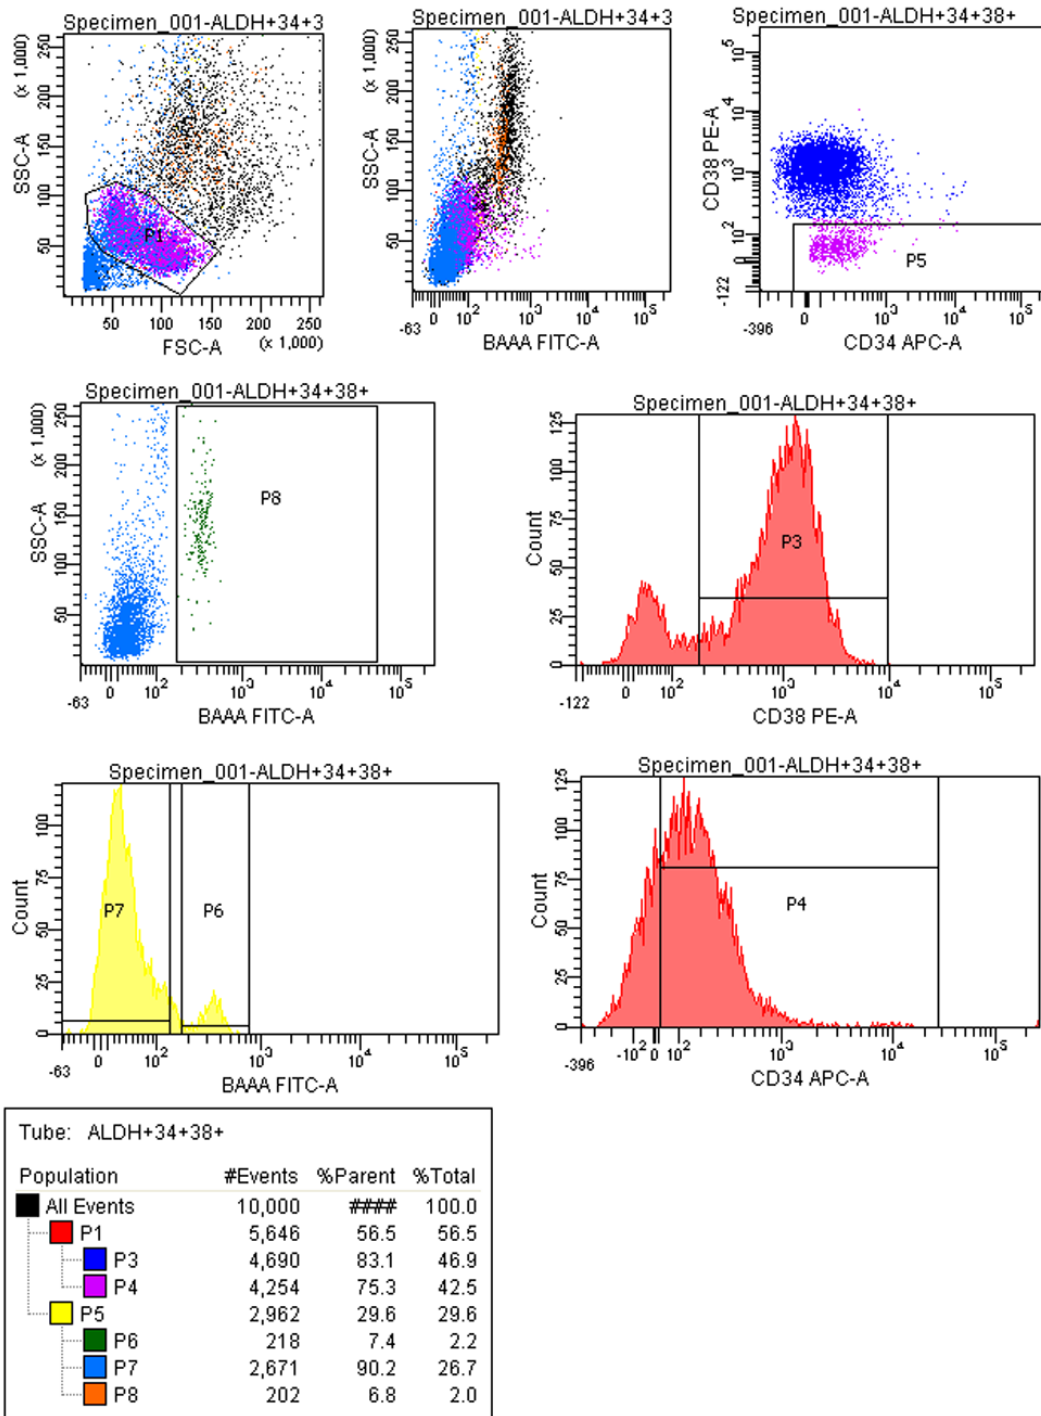 Specimen_001-ALDH+34+3
(x 1,000)
SSC-A
250
200
150
100
50
P1
50 100 150 200 250
FSC-A (x 1,000)
Specimen_001-ALDH+34+3
(x 1,000)
SSC-A
250
200
150
100
50
-63 0 10² 10³ 10⁴ 10⁵
BAAA FITC-A
Specimen_001-ALDH+34+38+
CD38 PE-A
10⁵
10⁴
10³
10²
0
-122
P5
-396 0 10³ 10⁴ 10⁵
CD34 APC-A
Specimen_001-ALDH+34+38+
(x 1,000)
SSC-A
250
200
150
100
50
P8
-63 0 10² 10³ 10⁴ 10⁵
BAAA FITC-A
Specimen_001-ALDH+34+38+
Count
125
100
75
50
25
0
P3
-122 0 10² 10³ 10⁴ 10⁵
CD38 PE-A
Specimen_001-ALDH+34+38+
Count
100
75
50
25
0
P7 P6
-63 0 10² 10³ 10⁴ 10⁵
BAAA FITC-A
Specimen_001-ALDH+34+38+
Count
125
100
75
50
25
0
P4
-396 -10² 0 10² 10³ 10⁴ 10⁵
CD34 APC-A
Tube: ALDH+34+38+
Population #Events %Parent %Total
All Events 10,000 #### 100.0
P1 5,646 56.5 56.5
P3 4,690 83.1 46.9
P4 4,254 75.3 42.5
P5 2,962 29.6 29.6
P6 218 7.4 2.2
P7 2,671 90.2 26.7
P8 202 6.8 2.0